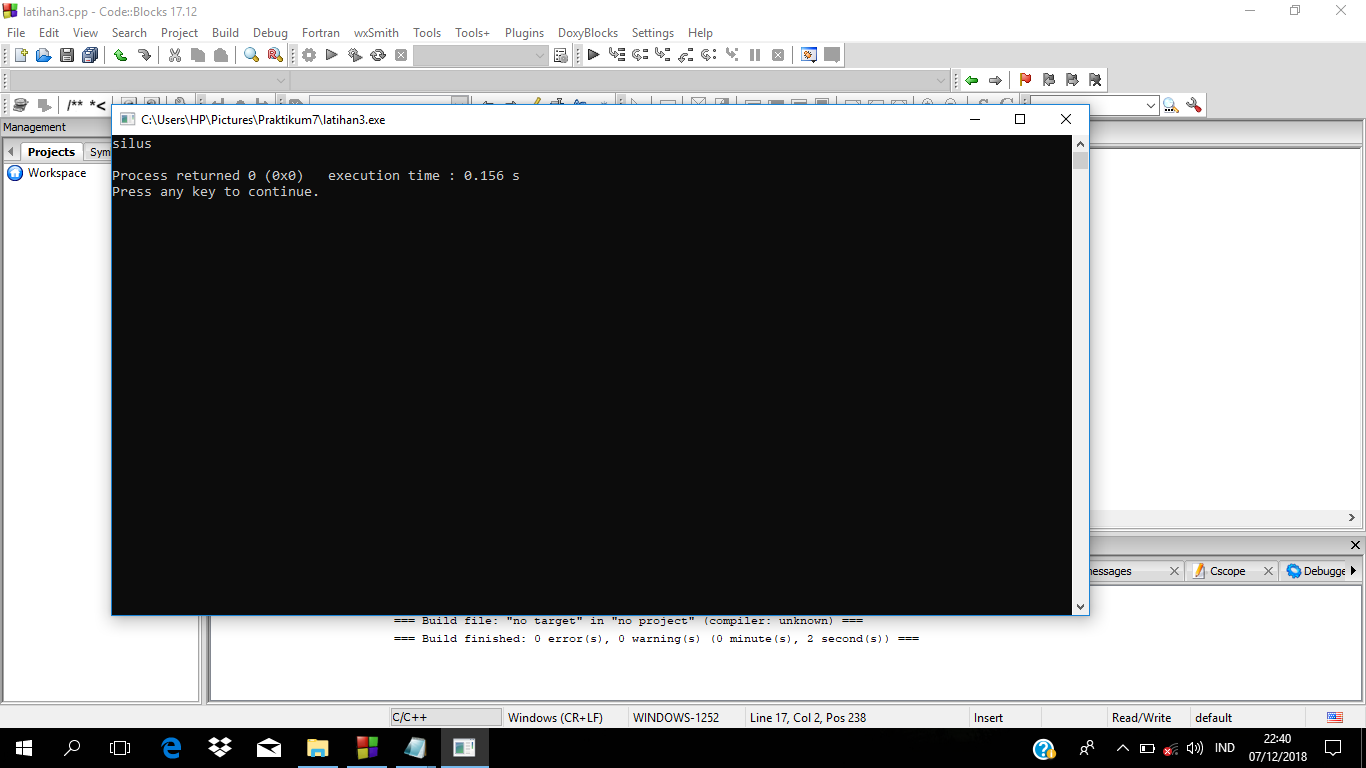 latihan3.cpp - Code::Blocks 17.12
File Edit View Search Project Build Debug Fortran wxSmith Tools Tools+ Plugins DoxyBlocks Settings Help
/** *<
Management
C:\Users\HP\Pictures\Praktikum7\latihan3.exe
Projects Sym
Workspace
silus
Process returned 0 (0x0)   execution time : 0.156 s
Press any key to continue.
essages Cscope Debugge
=== Build file: "no target" in "no project" (compiler: unknown) ===
=== Build finished: 0 error(s), 0 warning(s) (0 minute(s), 2 second(s)) ===
C/C++ Windows (CR+LF) WINDOWS-1252 Line 17, Col 2, Pos 238 Insert Read/Write default
IND
22:40
07/12/2018